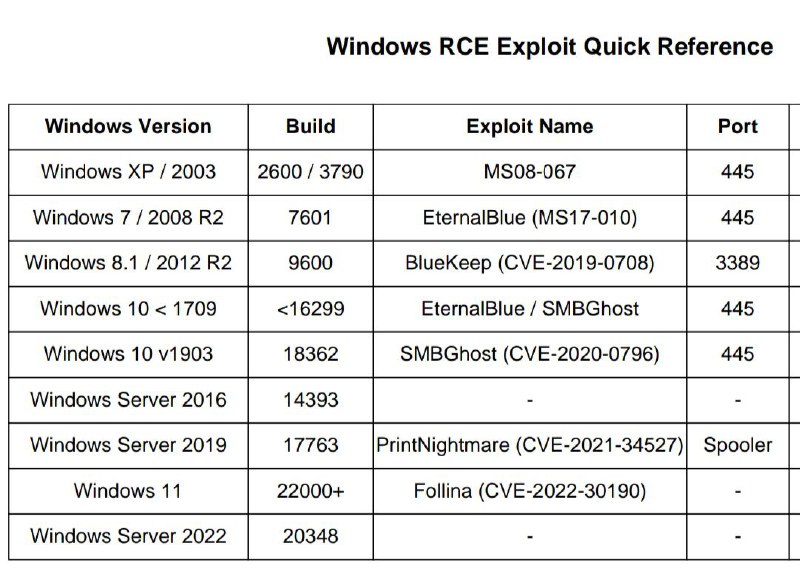 Windows RCE Exploit Quick Reference
Windows Version Build Exploit Name Port
Windows XP / 2003 2600 / 3790 MS08-067 445
Windows 7 / 2008 R2 7601 EternalBlue (MS17-010) 445
Windows 8.1 / 2012 R2 9600 BlueKeep (CVE-2019-0708) 3389
Windows 10 < 1709 <16299 EternalBlue / SMBGhost 445
Windows 10 v1903 18362 SMBGhost (CVE-2020-0796) 445
Windows Server 2016 14393 - -
Windows Server 2019 17763 PrintNightmare (CVE-2021-34527) Spooler
Windows 11 22000+ Follina (CVE-2022-30190) -
Windows Server 2022 20348 - -